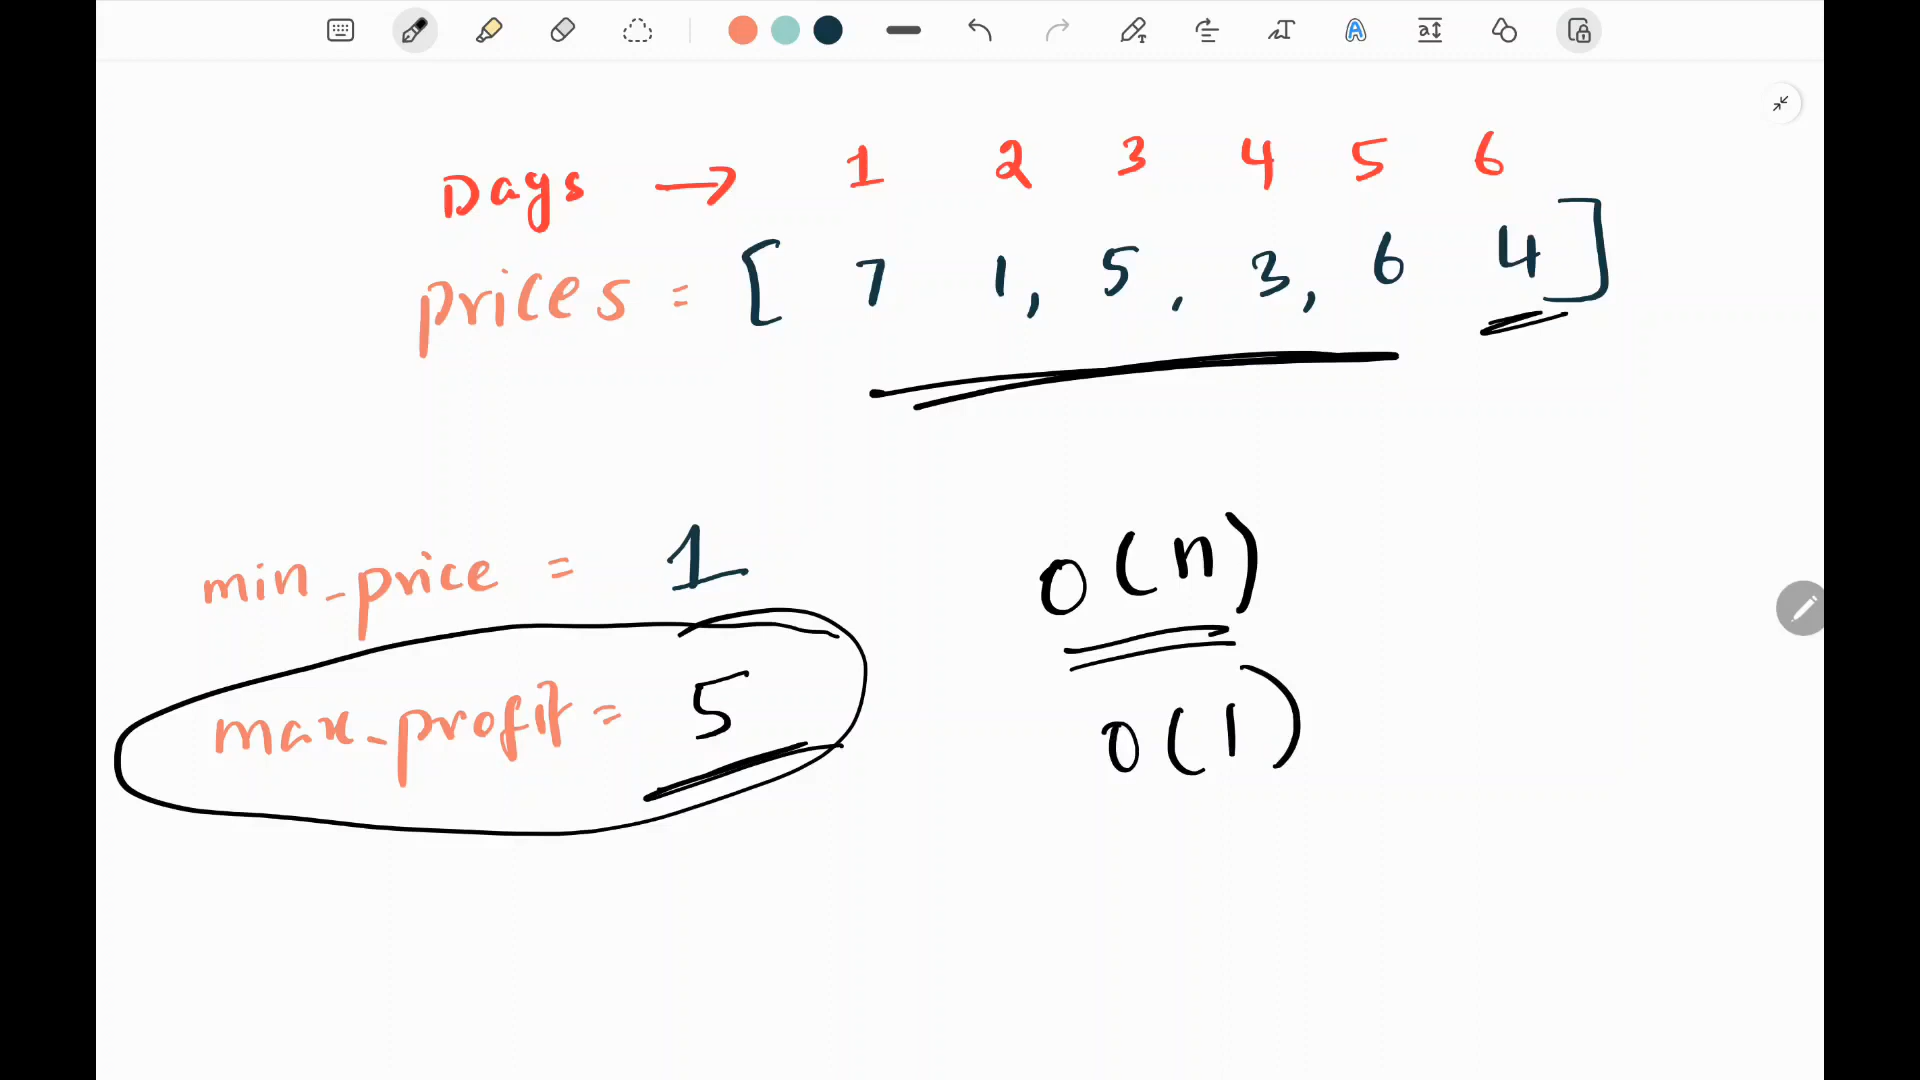 Days → 1 2 3 4 5 6
prices = [ 7 1, 5, 3, 6 4 ]
min_price = 1
max_profit = 5
O(n)
O(1)